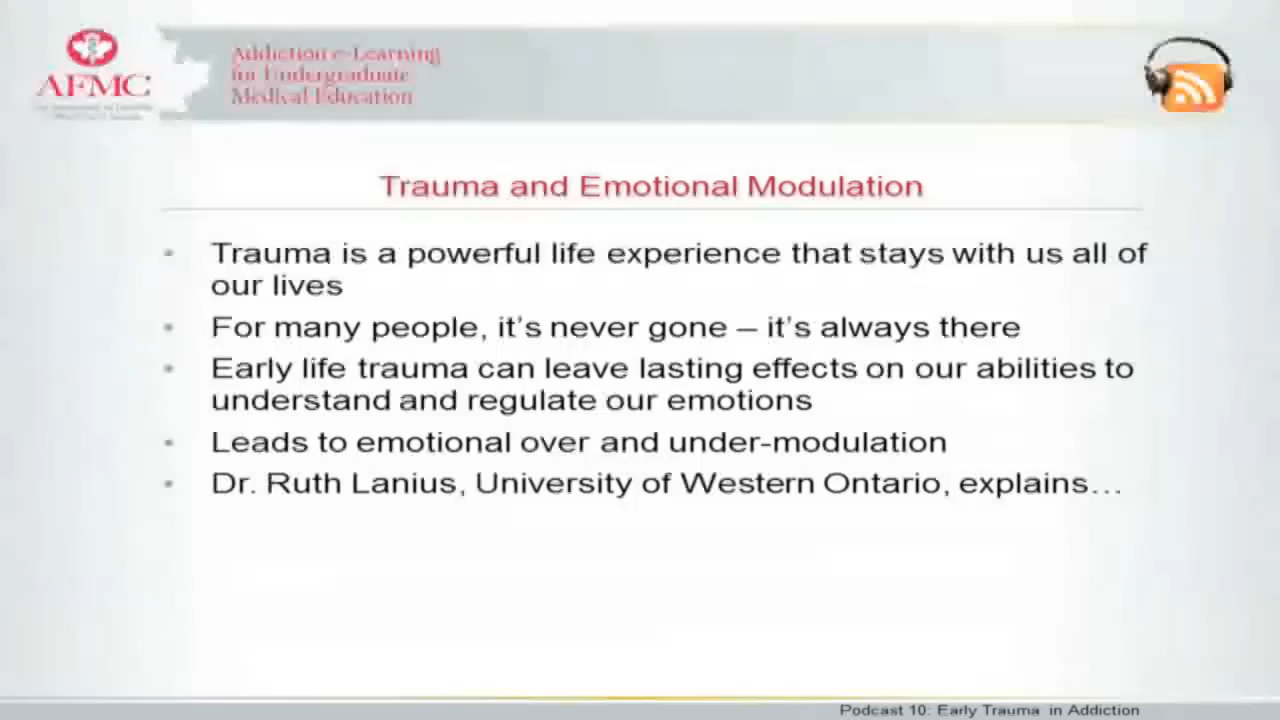 AFMC
Addiction e-Learning
for Undergraduate
Medical Education
Trauma and Emotional Modulation
• Trauma is a powerful life experience that stays with us all of
our lives
• For many people, it's never gone – it's always there
• Early life trauma can leave lasting effects on our abilities to
understand and regulate our emotions
• Leads to emotional over and under-modulation
• Dr. Ruth Lanius, University of Western Ontario, explains…
Podcast 10: Early Trauma in Addiction